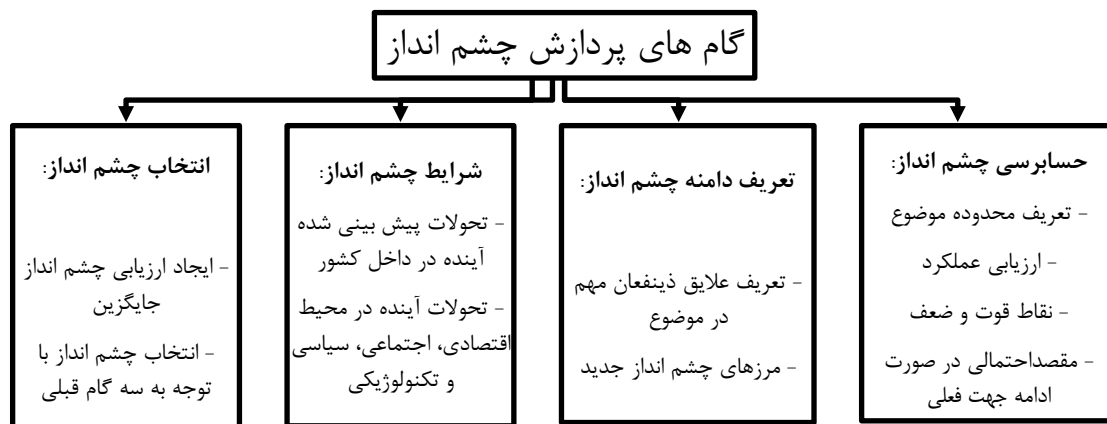 گام های پردازش چشم انداز
حسابرسی چشم انداز:
- تعریف محدوده موضوع
- ارزیابی عملکرد
- نقاط قوت و ضعف
- مقصداحتمالی در صورت
ادامه جهت فعلی
تعریف دامنه چشم انداز:
- تعریف علایق ذینفعان مهم
در موضوع
- مرزهای چشم انداز جدید
شرایط چشم انداز:
- تحولات پیش بینی شده
آینده در داخل کشور
- تحولات آینده در محیط
اقتصادی، اجتماعی، سیاسی
و تکنولوژیکی
انتخاب چشم انداز:
- ایجاد ارزیابی چشم انداز
جایگزین
- انتخاب چشم انداز با
توجه به سه گام قبلی